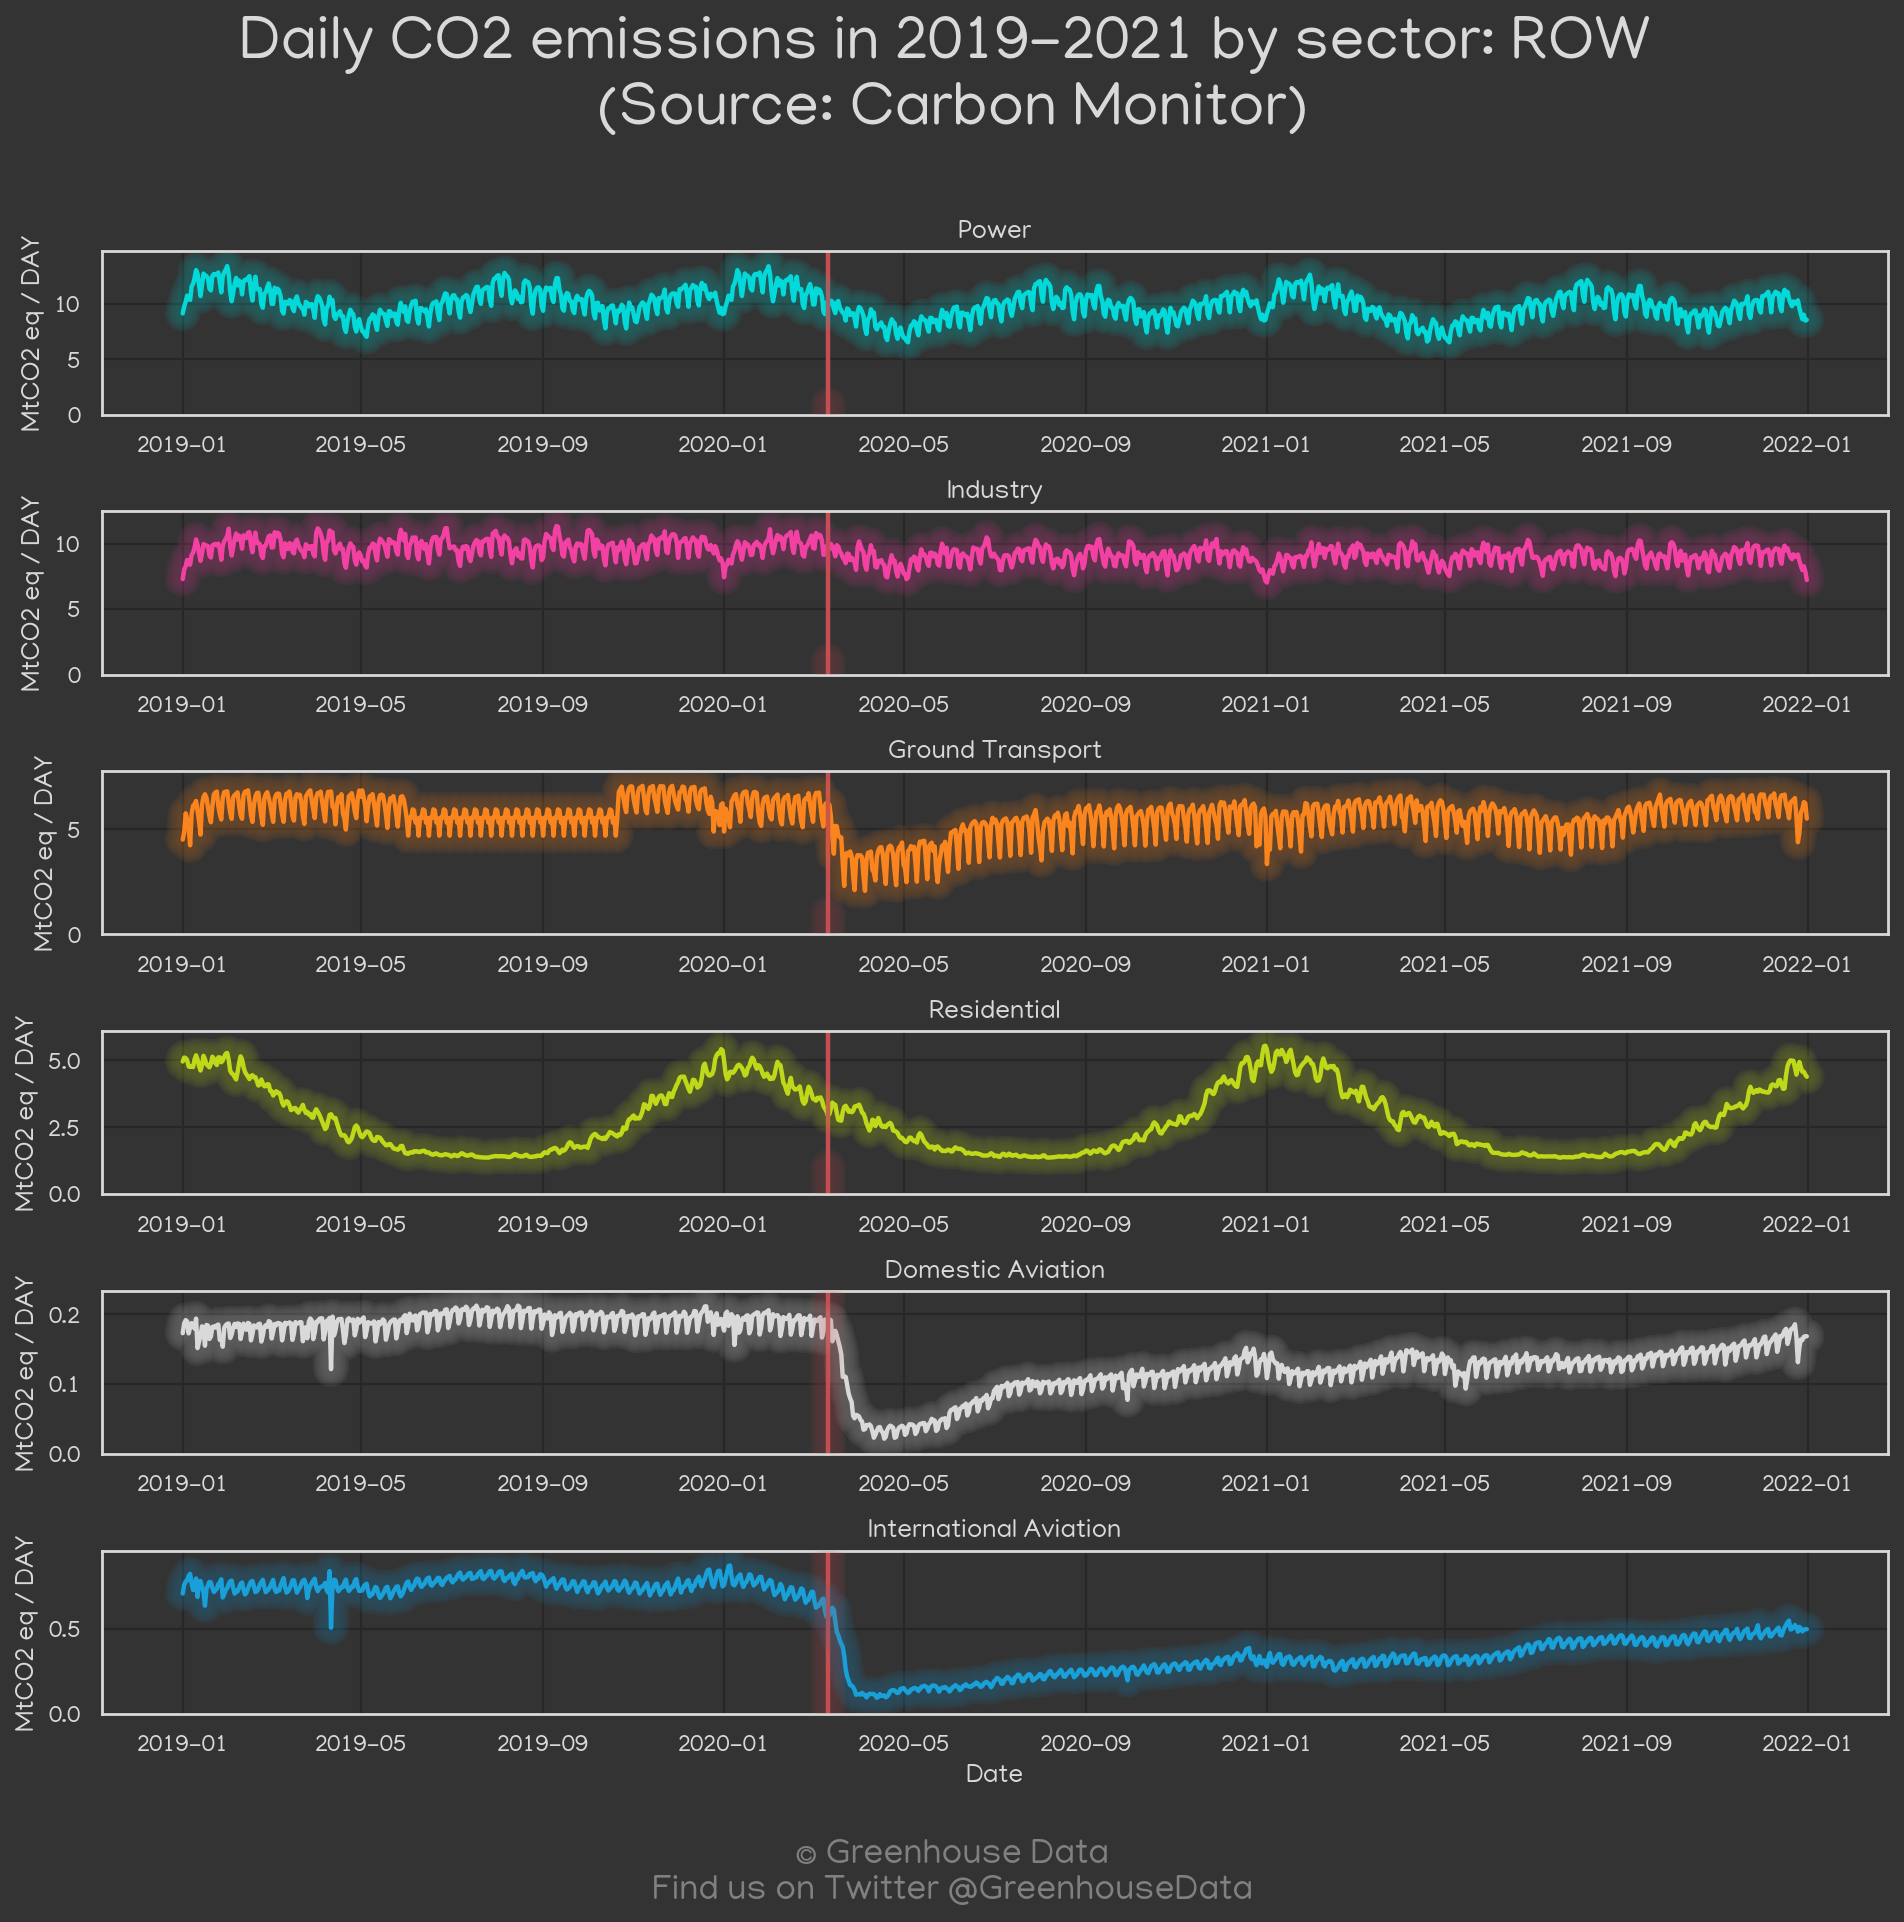 Daily CO2 emissions in 2019-2021 by sector: ROW
(Source: Carbon Monitor)
Power
MtCO2 eq / DAY
10
5
0
2019-01 2019-05 2019-09 2020-01 2020-05 2020-09 2021-01 2021-05 2021-09 2022-01
Industry
MtCO2 eq / DAY
10
5
0
2019-01 2019-05 2019-09 2020-01 2020-05 2020-09 2021-01 2021-05 2021-09 2022-01
Ground Transport
MtCO2 eq / DAY
5
0
2019-01 2019-05 2019-09 2020-01 2020-05 2020-09 2021-01 2021-05 2021-09 2022-01
Residential
MtCO2 eq / DAY
5.0
2.5
0.0
2019-01 2019-05 2019-09 2020-01 2020-05 2020-09 2021-01 2021-05 2021-09 2022-01
Domestic Aviation
MtCO2 eq / DAY
0.2
0.1
0.0
2019-01 2019-05 2019-09 2020-01 2020-05 2020-09 2021-01 2021-05 2021-09 2022-01
International Aviation
MtCO2 eq / DAY
0.5
0.0
2019-01 2019-05 2019-09 2020-01 2020-05 2020-09 2021-01 2021-05 2021-09 2022-01
Date
© Greenhouse Data
Find us on Twitter @GreenhouseData